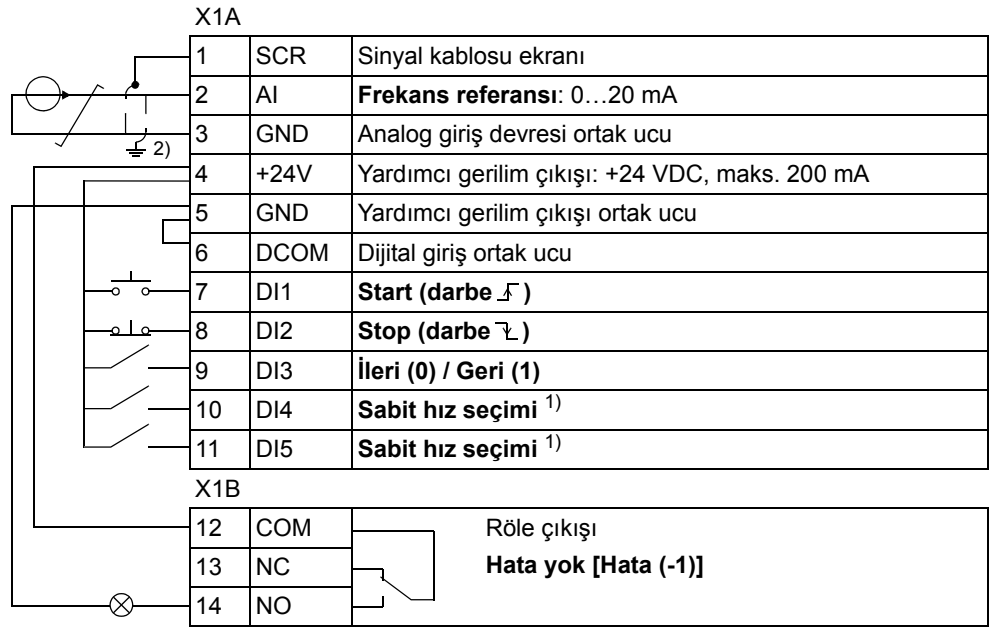 X1A
1 SCR Sinyal kablosu ekranı
2 AI Frekans referansı: 0…20 mA
3 GND Analog giriş devresi ortak ucu
2)
4 +24V Yardımcı gerilim çıkışı: +24 VDC, maks. 200 mA
5 GND Yardımcı gerilim çıkışı ortak ucu
6 DCOM Dijital giriş ortak ucu
7 DI1 Start (darbe )
8 DI2 Stop (darbe )
9 DI3 İleri (0) / Geri (1)
10 DI4 Sabit hız seçimi 1)
11 DI5 Sabit hız seçimi 1)
X1B
12 COM Röle çıkışı
13 NC Hata yok [Hata (-1)]
14 NO